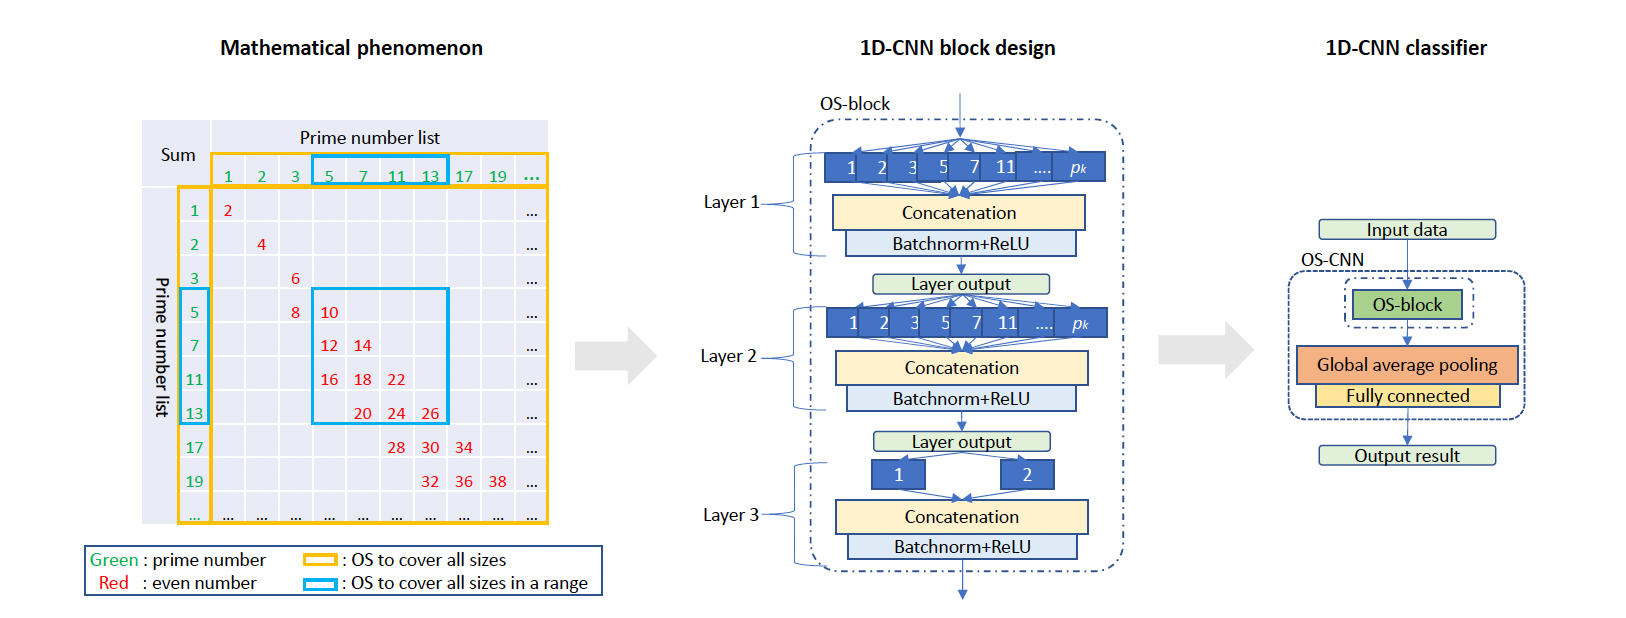 Mathematical phenomenon
Sum
Prime number list
1 2 3 5 7 11 13 17 19 ...
Prime number list
1 2 ...
2 4 ...
3 6
5 8 10 ...
7 12 14 ...
11 16 18 22 ...
13 20 24 26 ...
17 28 30 34 ...
19 32 36 38 ...
... ... ... ... ... ... ... ... ... ... ...
Green : prime number
Red : even number
: OS to cover all sizes
: OS to cover all sizes in a range
1D-CNN block design
OS-block
Layer 1
1 2 3 5 7 11 .... pk
Concatenation
Batchnorm+ReLU
Layer output
Layer 2
1 2 3 5 7 11 .... pk
Concatenation
Batchnorm+ReLU
Layer output
Layer 3
1 2
Concatenation
Batchnorm+ReLU
1D-CNN classifier
Input data
OS-CNN
OS-block
Global average pooling
Fully connected
Output result